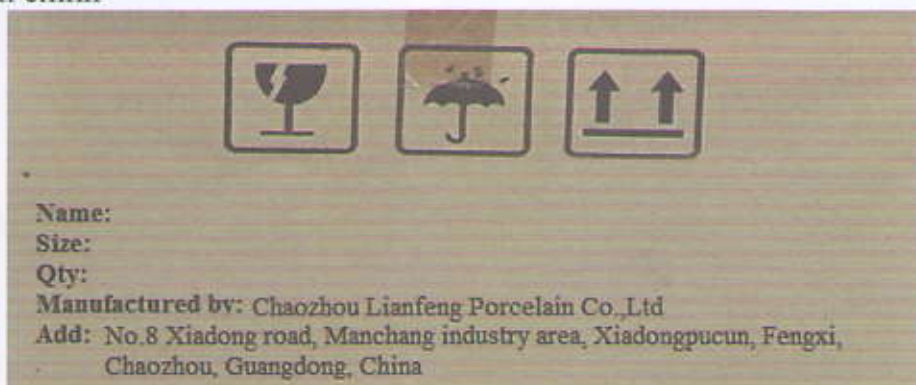 Name:
Size:
Qty:
Manufactured by: Chaozhou Lianfeng Porcelain Co.,Ltd
Add: No.8 Xiadong road, Manchang industry area, Xiadongpucun, Fengxi,
Chaozhou, Guangdong, China